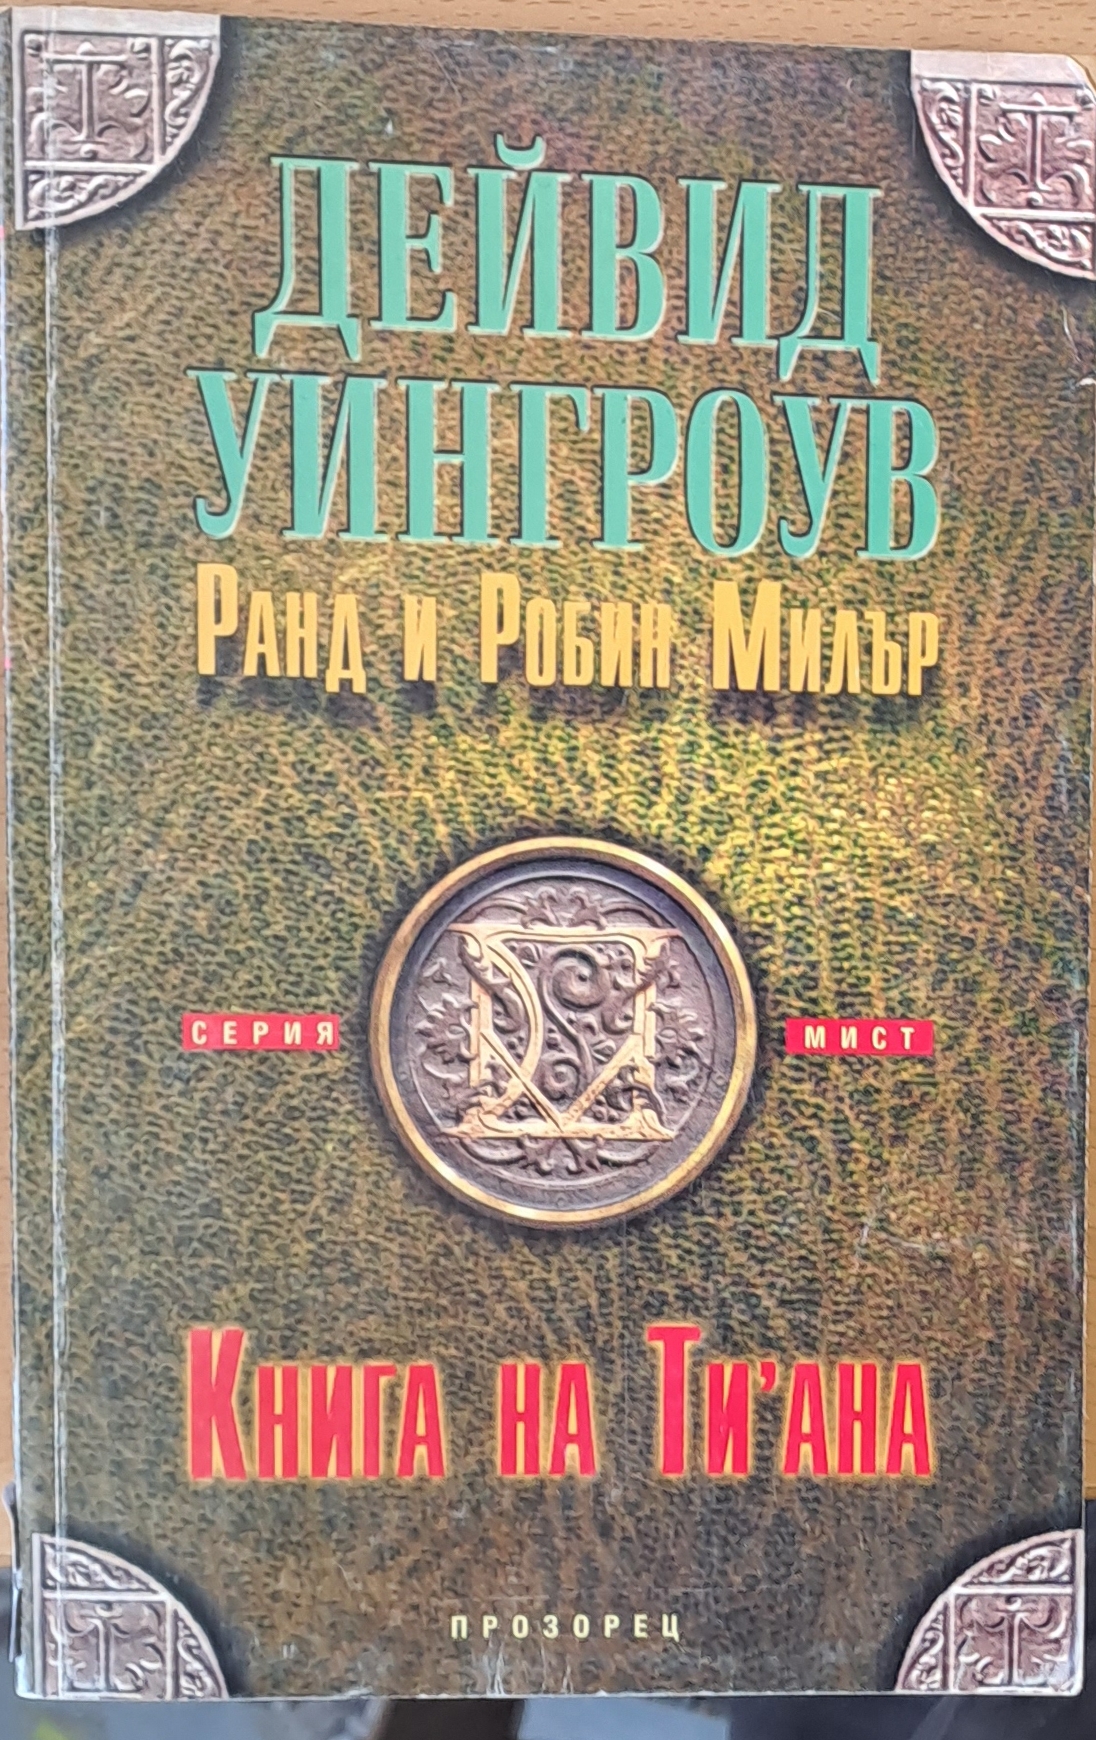 ДЕЙВИД
УИНГРОУВ
РАНД И РОБИН МИЛЪР
СЕРИЯ МИСТ
КНИГА НА ТИ'АНА
ПРОЗОРЕЦ